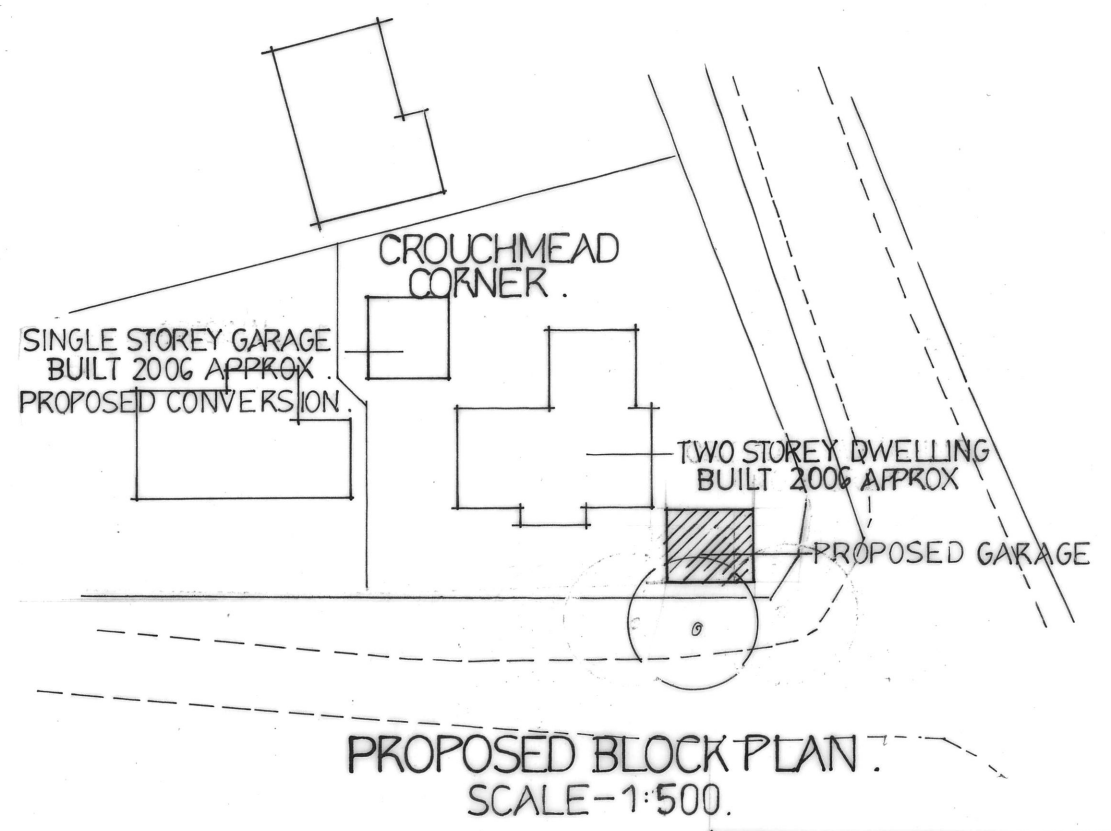 CROUCHMEAD
CORNER.
SINGLE STOREY GARAGE
BUILT 2006 APPROX.
PROPOSED CONVERSION.
TWO STOREY DWELLING
BUILT 2006 APPROX
PROPOSED GARAGE
PROPOSED BLOCK PLAN.
SCALE-1:500.